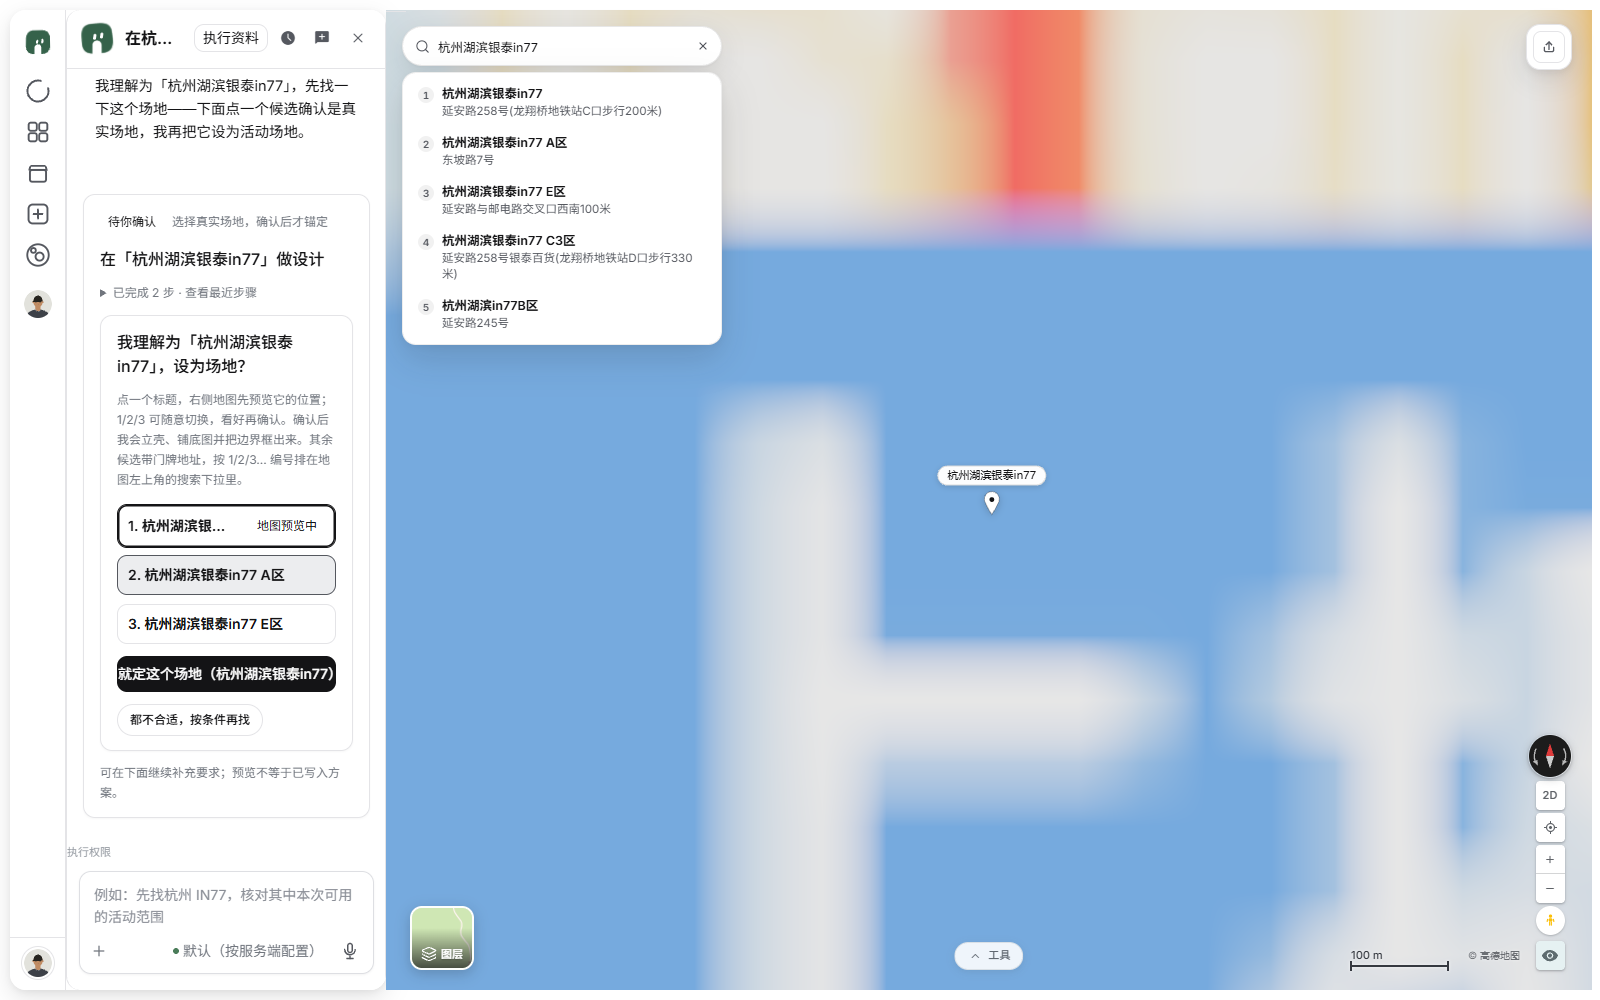 在杭...
执行资料
我理解为「杭州湖滨银泰in77」，先找一
下这个场地——下面点一个候选确认是真
实场地，我再把它设为活动场地。
待你确认 选择真实场地，确认后才锚定
在「杭州湖滨银泰in77」做设计
已完成 2 步 · 查看最近步骤
我理解为「杭州湖滨银泰
in77」，设为场地？
点一个标题，右侧地图先预览它的位置；
1/2/3 可随意切换，看好再确认。确认后
我会立壳、铺底图并把边界框出来。其余
候选带门牌地址，按 1/2/3… 编号排在地
图左上角的搜索下拉里。
1. 杭州湖滨银... 地图预览中
2. 杭州湖滨银泰in77 A区
3. 杭州湖滨银泰in77 E区
就定这个场地（杭州湖滨银泰in77）
都不合适，按条件再找
可在下面继续补充要求；预览不等于已写入方
案。
执行权限
例如：先找杭州 IN77，核对其中本次可用
的活动范围
默认（按服务端配置）
杭州湖滨银泰in77
1 杭州湖滨银泰in77
延安路258号(龙翔桥地铁站C口步行200米)
2 杭州湖滨银泰in77 A区
东坡路7号
3 杭州湖滨银泰in77 E区
延安路与邮电路交叉口西南100米
4 杭州湖滨银泰in77 C3区
延安路258号银泰百货(龙翔桥地铁站D口步行330
米)
5 杭州湖滨in77B区
延安路245号
杭州湖滨银泰in77
图层
工具
2D
100 m
© 高德地图